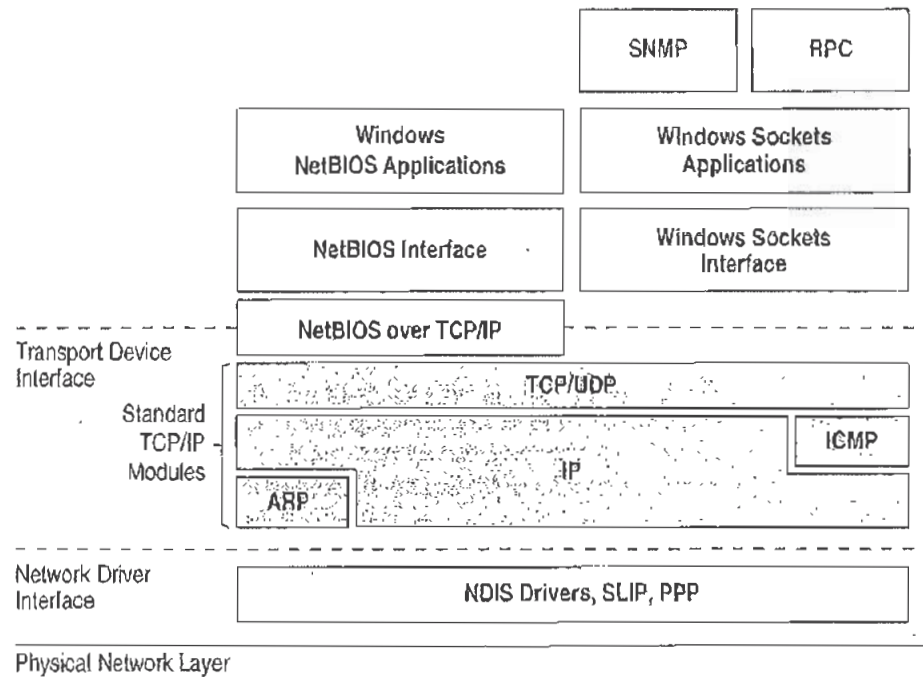 SNMP
RPC
Windows
NetBIOS Applications
Windows Sockets
Applications
NetBIOS Interface
Windows Sockets
Interface
NetBIOS over TCP/IP
Transport Device
Interface
TCP/UDP
Standard
TCP/IP
Modules
ICMP
IP
ARP
Network Driver
Interface
NDIS Drivers, SLIP, PPP
Physical Network Layer